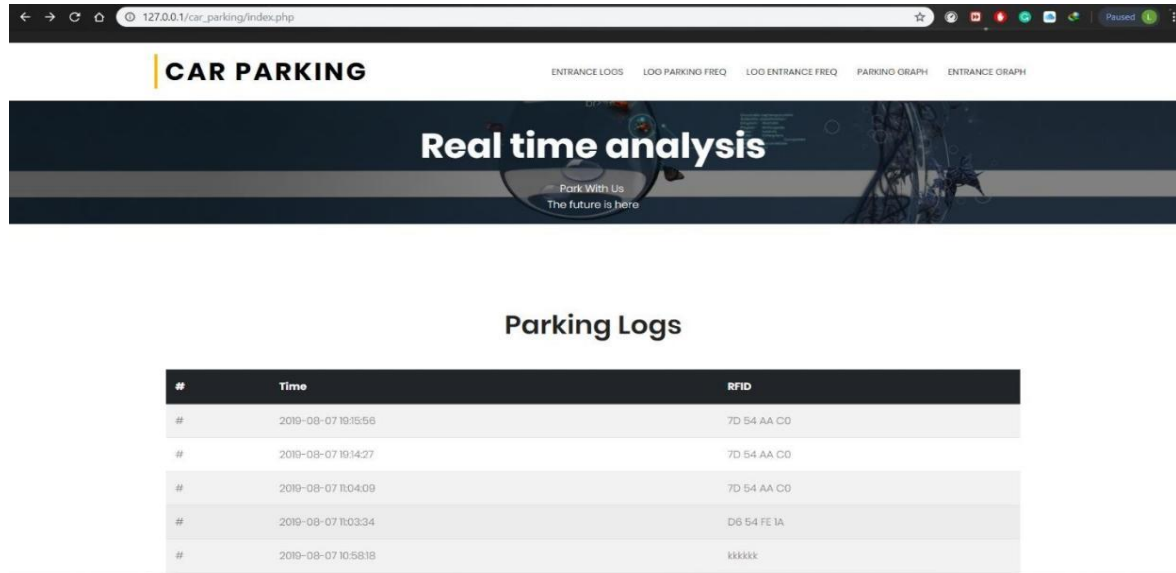 127.0.0.1/car_parking/index.php
Paused L
CAR PARKING
ENTRANCE LOGS LOG PARKING FREQ LOG ENTRANCE FREQ PARKING GRAPH ENTRANCE GRAPH
Real time analysis
Park With Us
The future is here
Parking Logs
# Time RFID
# 2019-08-07 19:15:56 7D 54 AA C0
# 2019-08-07 19:14:27 7D 54 AA C0
# 2019-08-07 11:04:09 7D 54 AA C0
# 2019-08-07 11:03:34 D6 54 FE 1A
# 2019-08-07 10:58:18 kkkkkk